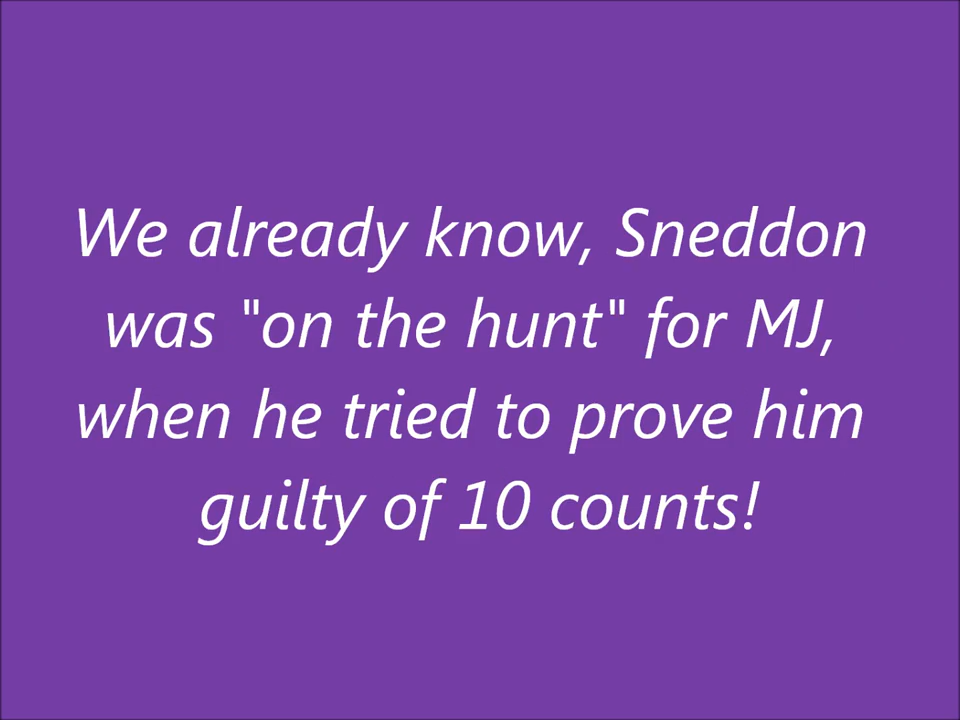 We already know, Sneddon
was "on the hunt" for MJ,
when he tried to prove him
guilty of 10 counts!